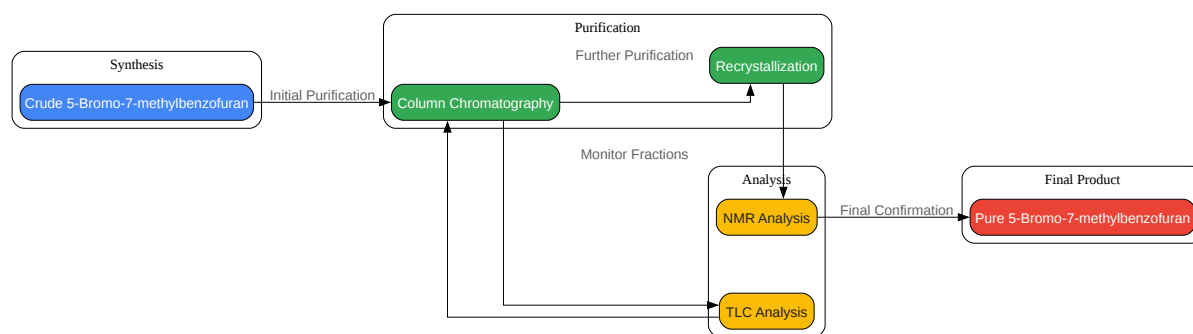 Purification
Synthesis
Further Purification
Recrystallization
Crude 5-Bromo-7-methylbenzofuran
Initial Purification
Column Chromatography
Monitor Fractions
Analysis
Final Product
NMR Analysis
Final Confirmation
Pure 5-Bromo-7-methylbenzofuran
TLC Analysis